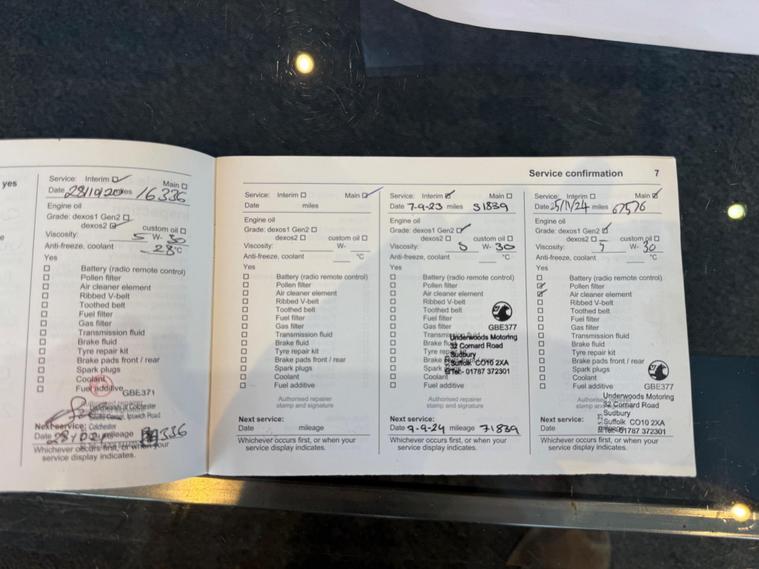 yes
Service: Interim Main
Date 28/10/20 miles 16336
Engine oil
Grade: dexos1 Gen2
dexos2 custom oil
Viscosity: 5 W- 30
Anti-freeze, coolant -28°C
Yes
Battery (radio remote control)
Pollen filter
Air cleaner element
Ribbed V-belt
Toothed belt
Fuel filter
Gas filter
Transmission fluid
Brake fluid
Tyre repair kit
Brake pads front / rear
Spark plugs
Coolant
Fuel additive
GBE371
Next service: Colchester
Date mileage
Whichever occurs first, or when your
service display indicates.
Service confirmation 7
Service: Interim Main
Date miles
Engine oil
Grade: dexos1 Gen2
dexos2 custom oil
Viscosity: W-
Anti-freeze, coolant °C
Yes
Battery (radio remote control)
Pollen filter
Air cleaner element
Ribbed V-belt
Toothed belt
Fuel filter
Gas filter
Transmission fluid
Brake fluid
Tyre repair kit
Brake pads front / rear
Spark plugs
Coolant
Fuel additive
Authorised repairer
stamp and signature
Next service:
Date mileage
Whichever occurs first, or when your
service display indicates.
Service: Interim Main
Date 7-9-23 miles 51839
Engine oil
Grade: dexos1 Gen2
dexos2 custom oil
Viscosity: 5 W- 30
Anti-freeze, coolant °C
Yes
Battery (radio remote control)
Pollen filter
Air cleaner element
Ribbed V-belt
Toothed belt
Fuel filter
Gas filter GBE377
Underwoods Motoring
32 Cornard Road
Sudbury
Suffolk CO10 2XA
Tel:- 01787 372301
Coolant
Fuel additive
Authorised repairer
stamp and signature
Next service:
Date 9-9-24 mileage 71839
Whichever occurs first, or when your
service display indicates.
Service: Interim Main
Date 25/11/24 miles 67576
Engine oil
Grade: dexos1 Gen2
dexos2 custom oil
Viscosity: 5 W- 30
Anti-freeze, coolant °C
Yes
Battery (radio remote control)
Pollen filter
Air cleaner element
Ribbed V-belt
Toothed belt
Fuel filter
Gas filter
Transmission fluid
Brake fluid
Tyre repair kit
Brake pads front / rear
Spark plugs
Coolant
Fuel additive GBE377
Underwoods Motoring
32 Cornard Road
Sudbury
Suffolk CO10 2XA
Tel:- 01787 372301
Next service:
Date
Whichever occurs first, or when your
service display indicates.